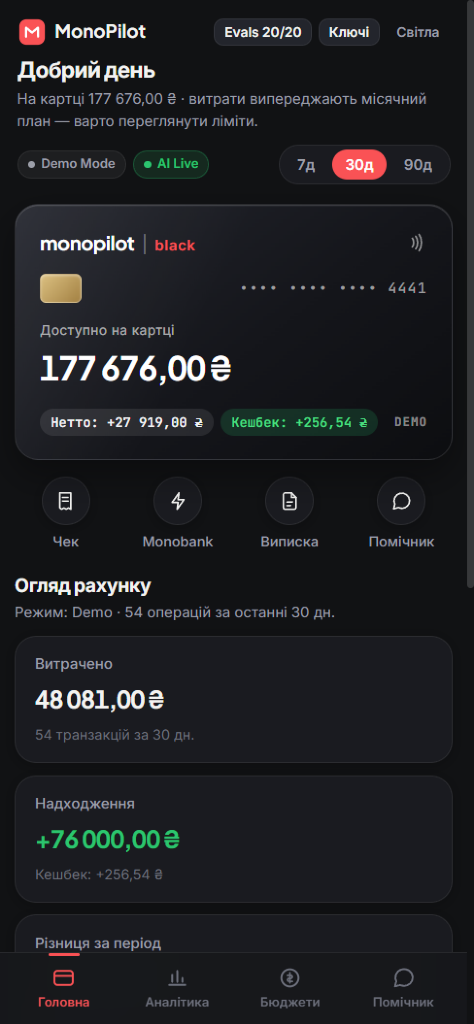 MonoPilot
Evals 20/20
Ключі
Світла
Добрий день
На картці 177 676,00 ₴ · витрати випереджають місячний
план — варто переглянути ліміти.
Demo Mode
AI Live
7д
30д
90д
monopilot | black
•••• •••• •••• 4441
Доступно на картці
177 676,00 ₴
Нетто: +27 919,00 ₴
Кешбек: +256,54 ₴
DEMO
Чек
Monobank
Виписка
Помічник
Огляд рахунку
Режим: Demo · 54 операцій за останні 30 дн.
Витрачено
48 081,00 ₴
54 транзакцій за 30 дн.
Надходження
+76 000,00 ₴
Кешбек: +256,54 ₴
Різниця за період
Головна
Аналітика
Бюджети
Помічник